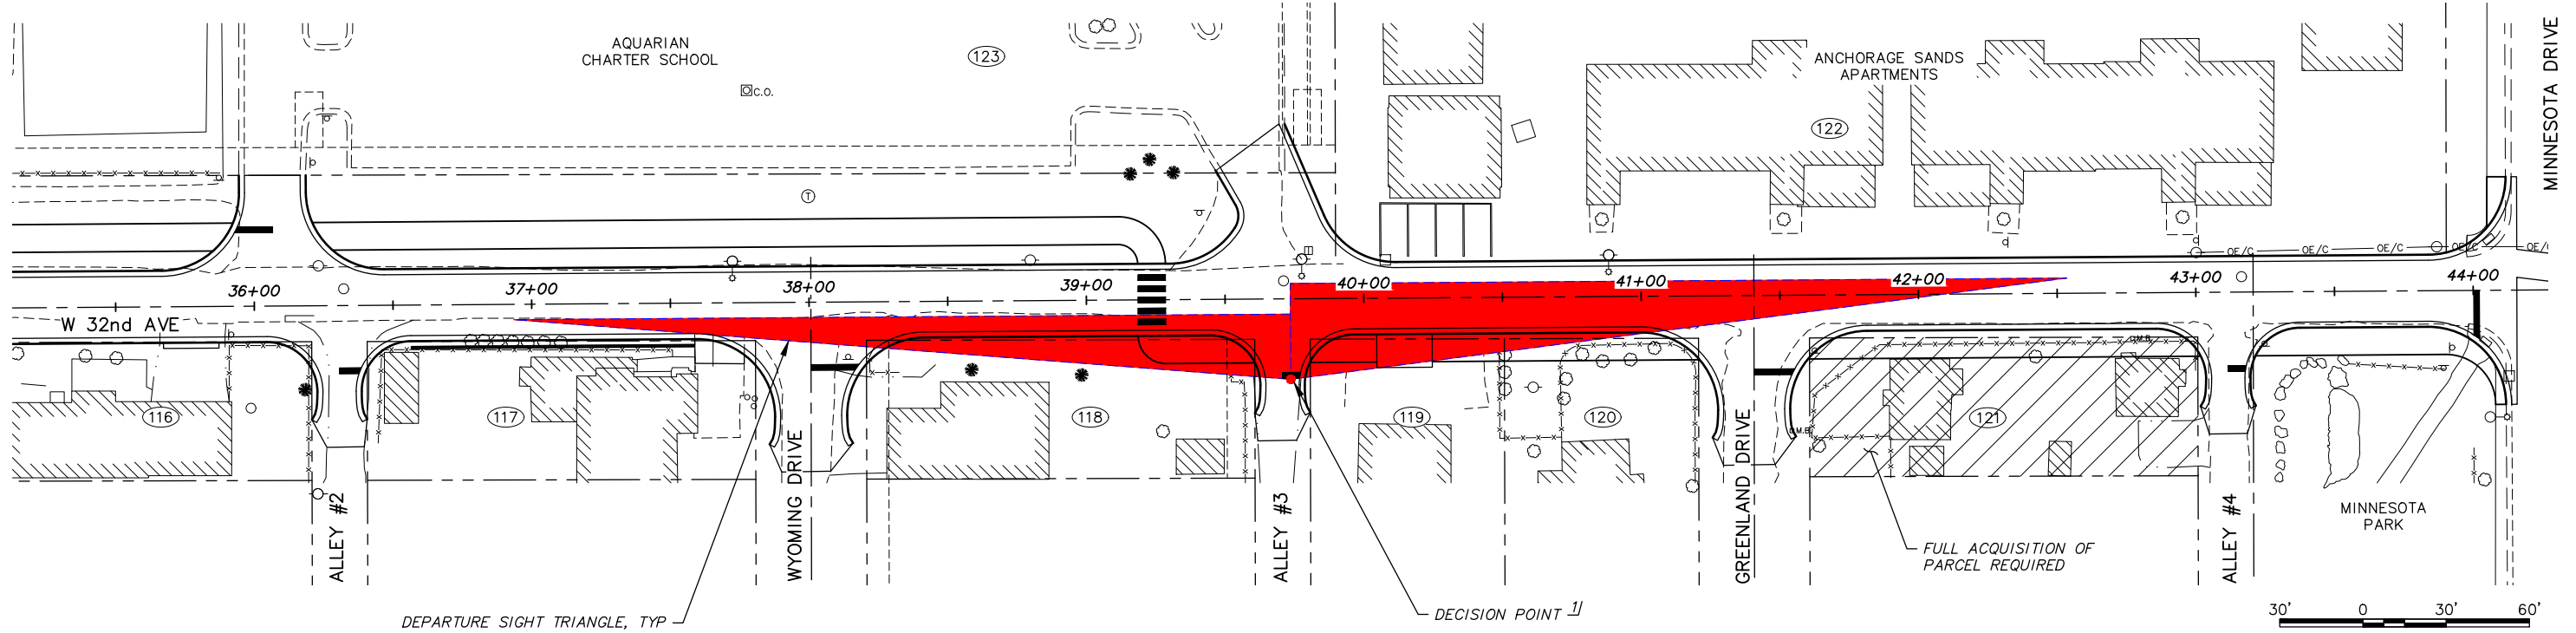 AQUARIAN
CHARTER SCHOOL
123
C.O.
ANCHORAGE SANDS
APARTMENTS
122
MINNESOTA DRIVE
T
OE/C
OE/C
OE/C
OE/C
OE/
36+00
37+00
38+00
39+00
40+00
41+00
42+00
43+00
44+00
W 32nd AVE
116
117
118
119
120
121
M.B.
M.B.
ALLEY #2
WYOMING DRIVE
ALLEY #3
GREENLAND DRIVE
ALLEY #4
MINNESOTA
PARK
FULL ACQUISITION OF
PARCEL REQUIRED
DEPARTURE SIGHT TRIANGLE, TYP
DECISION POINT 1/
30' 0 30' 60'